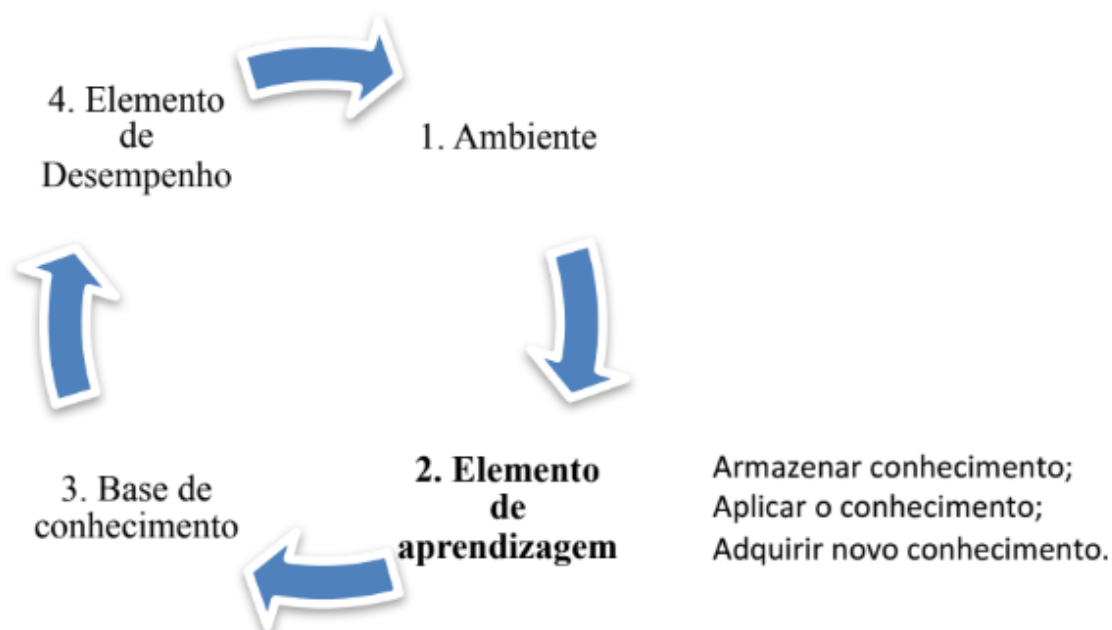 4. Elemento
de
Desempenho
1. Ambiente
2. Elemento
de
aprendizagem
Armazenar conhecimento;
Aplicar o conhecimento;
Adquirir novo conhecimento.
3. Base de
conhecimento